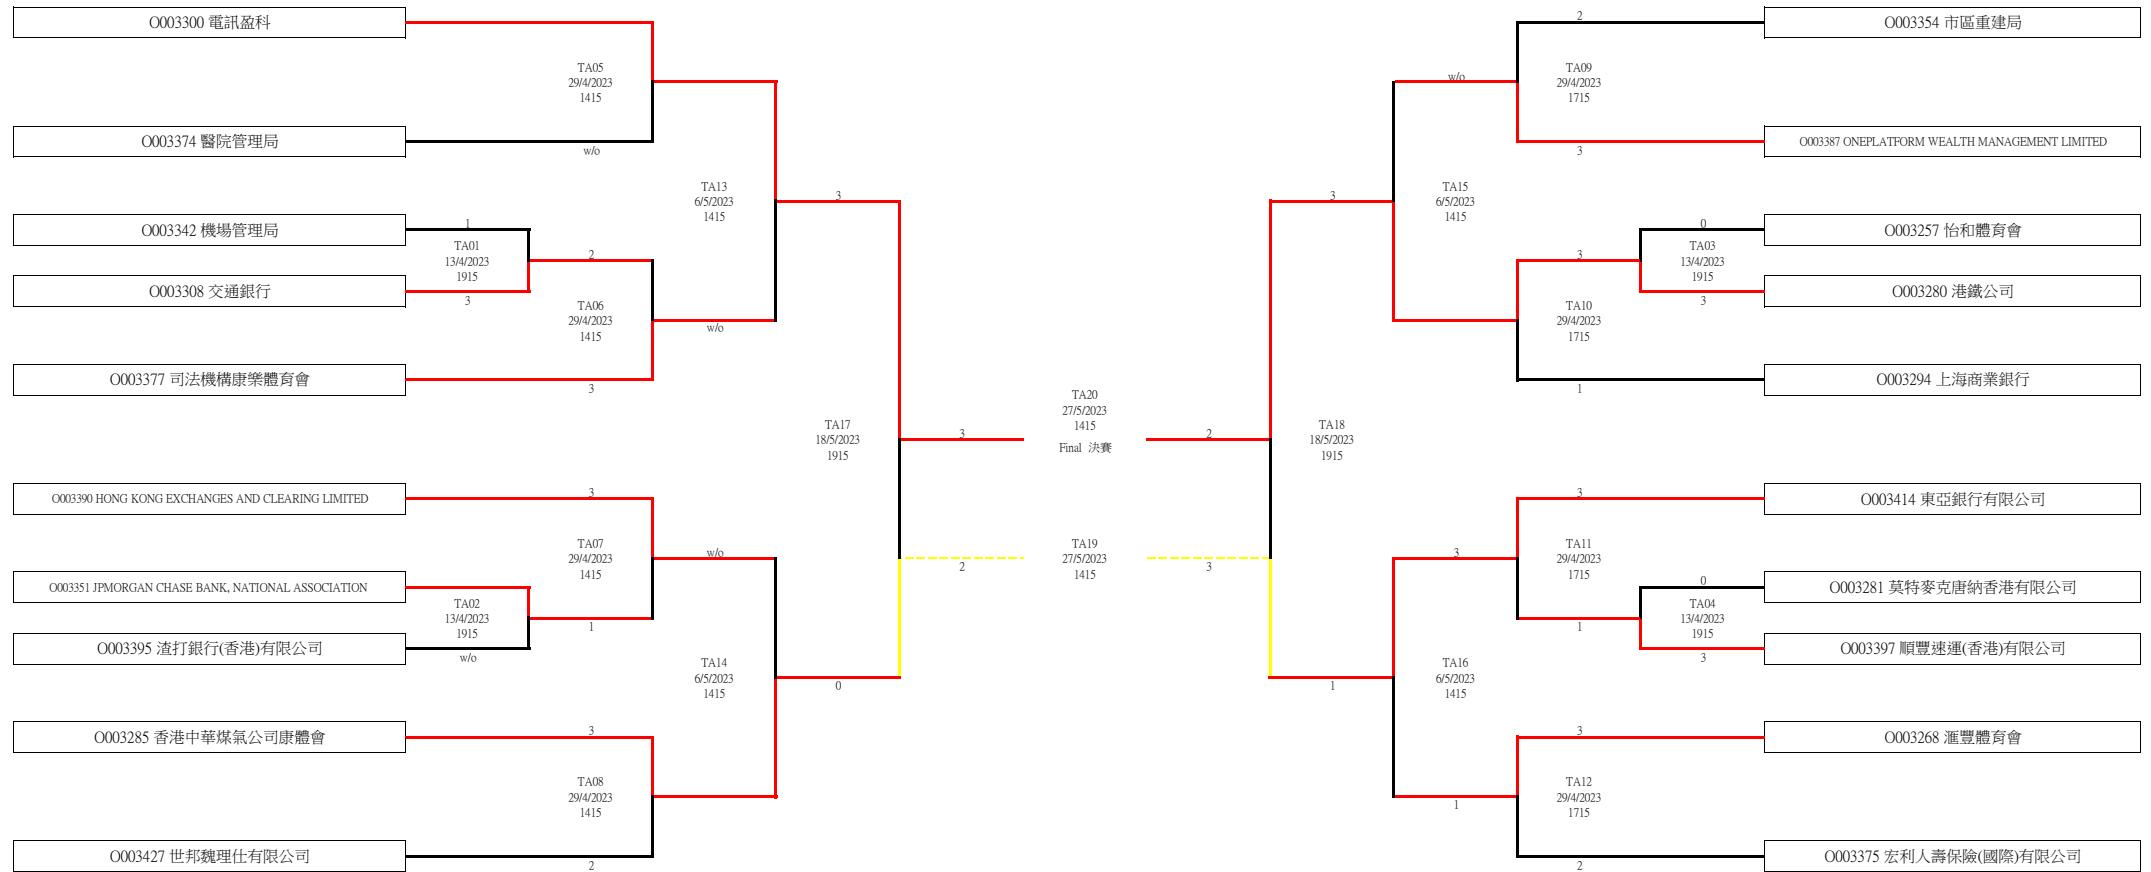 O003300 電訊盈科
TA05
29/4/2023
1415
O003374 醫院管理局
w/o
TA13
6/5/2023
1415
3
O003342 機場管理局
1
TA01
13/4/2023
1915
2
O003308 交通銀行
3
TA06
29/4/2023
1415
w/o
O003377 司法機構康樂體育會
3
TA17
18/5/2023
1915
3
O003390 HONG KONG EXCHANGES AND CLEARING LIMITED
3
TA07
29/4/2023
1415
w/o
O003351 JPMORGAN CHASE BANK, NATIONAL ASSOCIATION
TA02
13/4/2023
1915
1
O003395 渣打銀行(香港)有限公司
w/o
TA14
6/5/2023
1415
0
O003285 香港中華煤氣公司康體會
3
TA08
29/4/2023
1415
O003427 世邦魏理仕有限公司
2
TA20
27/5/2023
1415
Final 決賽
2
TA19
27/5/2023
1415
3
2
TA18
18/5/2023
1915
2
O003354 市區重建局
w/o
TA09
29/4/2023
1715
3
O003387 ONEPLATFORM WEALTH MANAGEMENT LIMITED
3
TA15
6/5/2023
1415
0
O003257 怡和體育會
3
TA03
13/4/2023
1915
3
O003280 港鐵公司
TA10
29/4/2023
1715
1
O003294 上海商業銀行
3
O003414 東亞銀行有限公司
3
TA11
29/4/2023
1715
0
O003281 莫特麥克唐納香港有限公司
1
TA04
13/4/2023
1915
3
O003397 順豐速運(香港)有限公司
1
TA16
6/5/2023
1415
3
O003268 滙豐體育會
1
TA12
29/4/2023
1715
2
O003375 宏利人壽保險(國際)有限公司